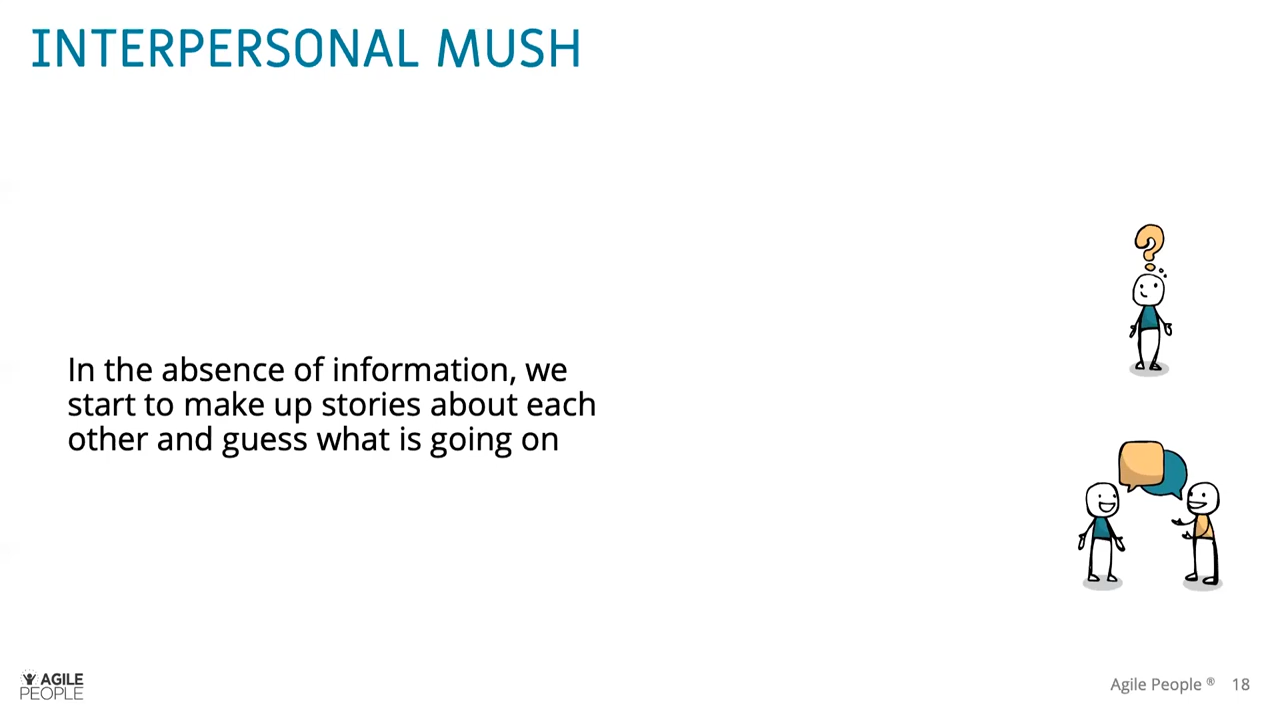 INTERPERSONAL MUSH
?
In the absence of information, we
start to make up stories about each
other and guess what is going on
AGILE
PEOPLE
Agile People ® 18